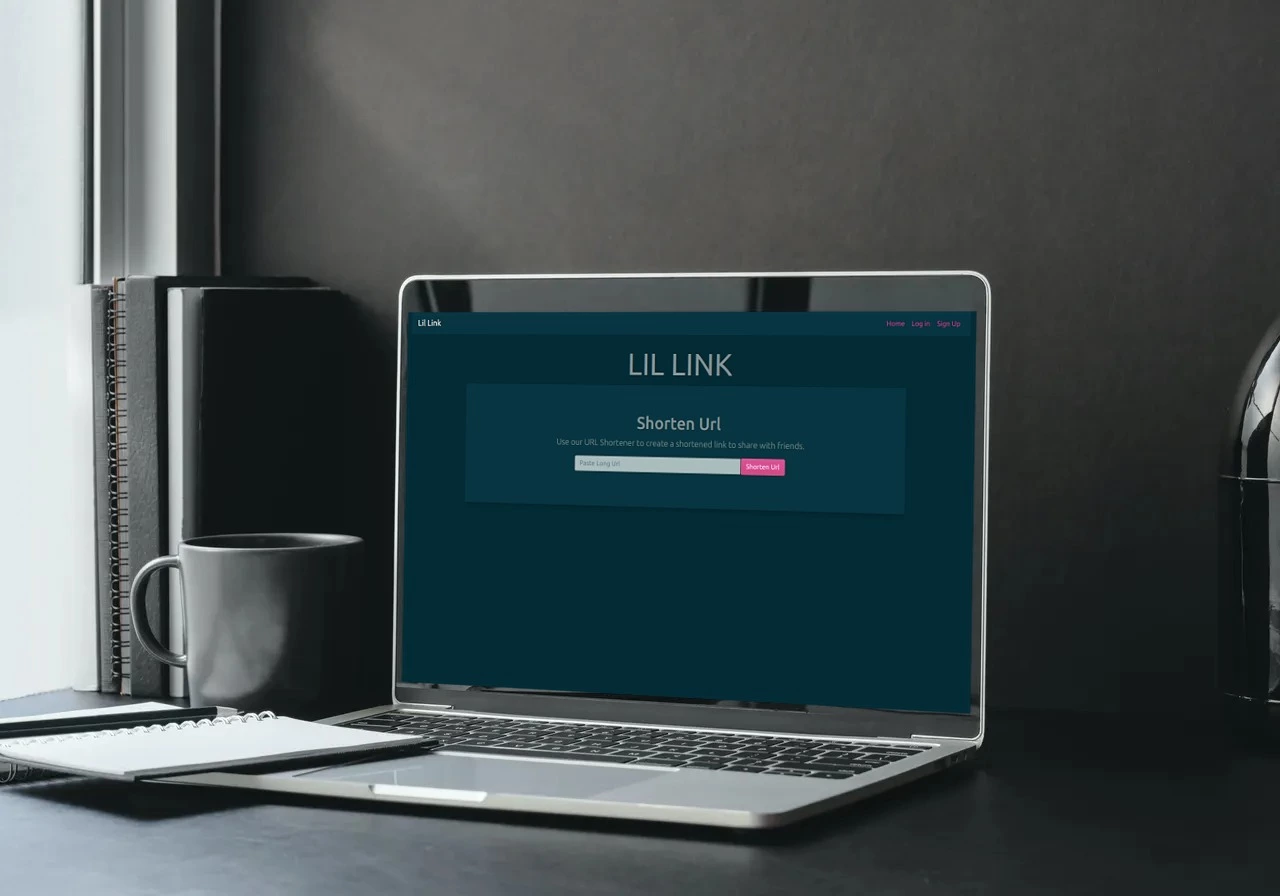 Lil Link
Home Log in Sign Up
LIL LINK
Shorten Url
Use our URL Shortener to create a shortened link to share with friends.
Paste Long Url
Shorten Url